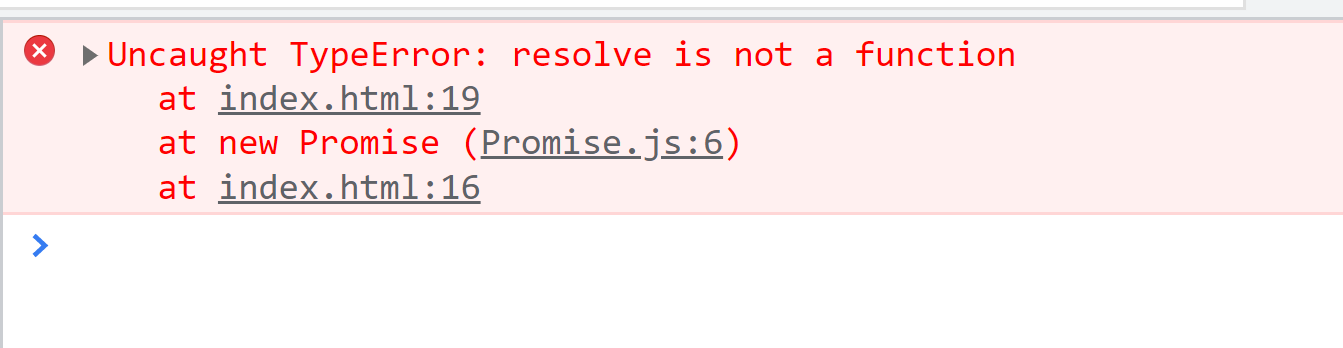 Uncaught TypeError: resolve is not a function
at index.html:19
at new Promise (Promise.js:6)
at index.html:16